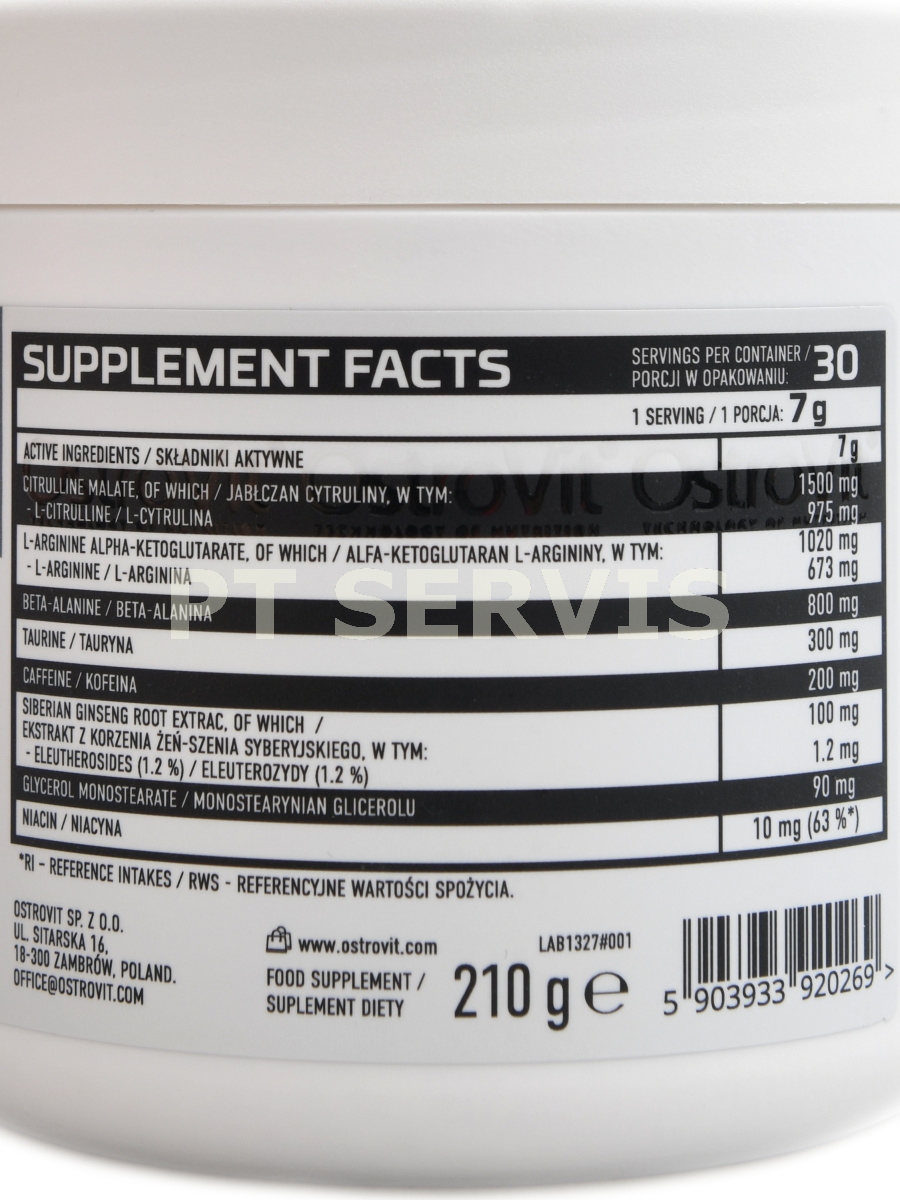 SUPPLEMENT FACTS
SERVINGS PER CONTAINER /
PORCJI W OPAKOWANIU: 30
1 SERVING / 1 PORCJA: 7 g
ACTIVE INGREDIENTS / SKŁADNIKI AKTYWNE 7 g
CITRULLINE MALATE, OF WHICH / JABŁCZAN CYTRULINY, W TYM: 1500 mg
- L-CITRULLINE / L-CYTRULINA 975 mg
L-ARGININE ALPHA-KETOGLUTARATE, OF WHICH / ALFA-KETOGLUTARAN L-ARGININY, W TYM: 1020 mg
- L-ARGININE / L-ARGININA 673 mg
PT SERVIS
BETA-ALANINE / BETA-ALANINA 800 mg
TAURINE / TAURYNA 300 mg
CAFFEINE / KOFEINA 200 mg
SIBERIAN GINSENG ROOT EXTRAC, OF WHICH / 100 mg
EKSTRAKT Z KORZENIA ŻEŃ-SZENIA SYBERYJSKIEGO, W TYM:
- ELEUTHEROSIDES (1.2 %) / ELEUTEROZYDY (1.2 %) 1.2 mg
GLYCEROL MONOSTEARATE / MONOSTEARYNIAN GLICEROLU 90 mg
NIACIN / NIACYNA 10 mg (63 %*)
*RI - REFERENCE INTAKES / RWS - REFERENCYJNE WARTOŚCI SPOŻYCIA.
OSTROVIT SP. Z O.O.
UL. SITARSKA 16,
18-300 ZAMBRÓW, POLAND.
OFFICE@OSTROVIT.COM
www.ostrovit.com
FOOD SUPPLEMENT /
SUPLEMENT DIETY
LAB1327#001
210 g ℮
5 903933 920269 >